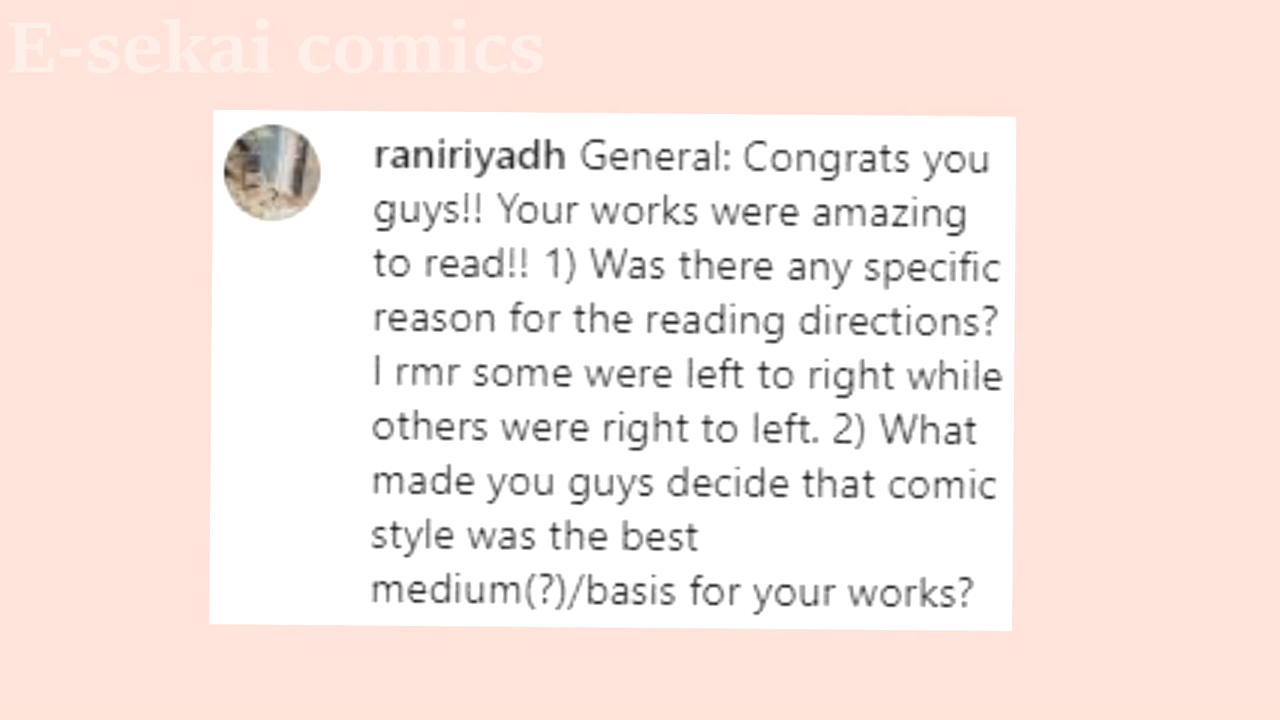 E-sekai comics
raniriyadh General: Congrats you
guys!! Your works were amazing
to read!! 1) Was there any specific
reason for the reading directions?
I rmr some were left to right while
others were right to left. 2) What
made you guys decide that comic
style was the best
medium(?)/basis for your works?